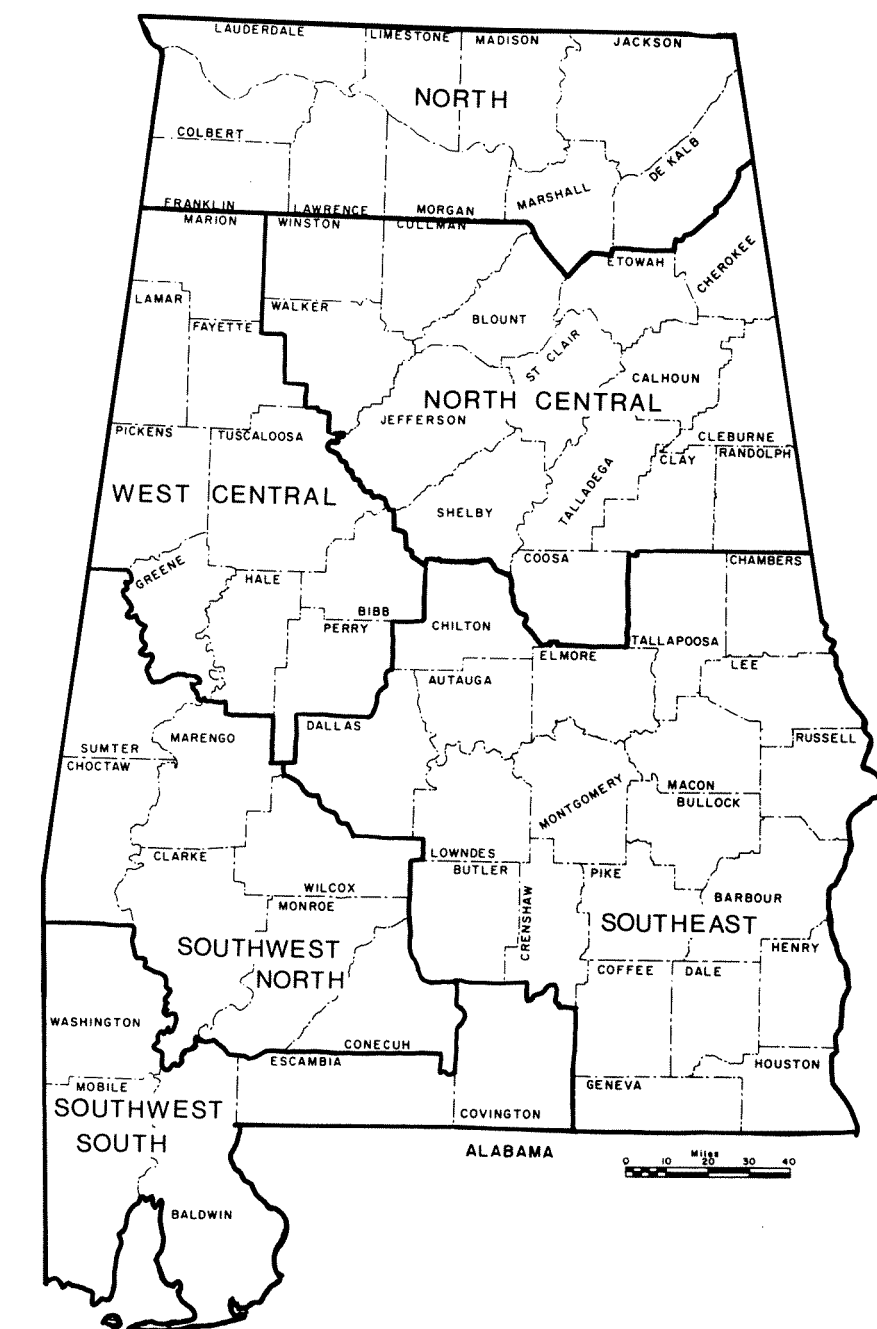 LAUDERDALE
LIMESTONE
MADISON
JACKSON
NORTH
COLBERT
DE KALB
MARSHALL
FRANKLIN
LAWRENCE
MORGAN
MARION
WINSTON
CULLMAN
ETOWAH
CHEROKEE
LAMAR
WALKER
BLOUNT
FAYETTE
ST CLAIR
CALHOUN
NORTH CENTRAL
JEFFERSON
PICKENS
TUSCALOOSA
CLEBURNE
CLAY
RANDOLPH
TALLADEGA
WEST CENTRAL
SHELBY
COOSA
CHAMBERS
GREENE
HALE
BIBB
PERRY
CHILTON
TALLAPOOSA
ELMORE
LEE
AUTAUGA
DALLAS
MARENGO
RUSSELL
SUMTER
CHOCTAW
MACON
BULLOCK
MONTGOMERY
CLARKE
LOWNDES
BUTLER
PIKE
WILCOX
MONROE
CRENSHAW
BARBOUR
SOUTHEAST
SOUTHWEST
NORTH
HENRY
COFFEE
DALE
WASHINGTON
CONECUH
ESCAMBIA
HOUSTON
MOBILE
GENEVA
SOUTHWEST
SOUTH
COVINGTON
ALABAMA
Miles
0 10 20 30 40
BALDWIN